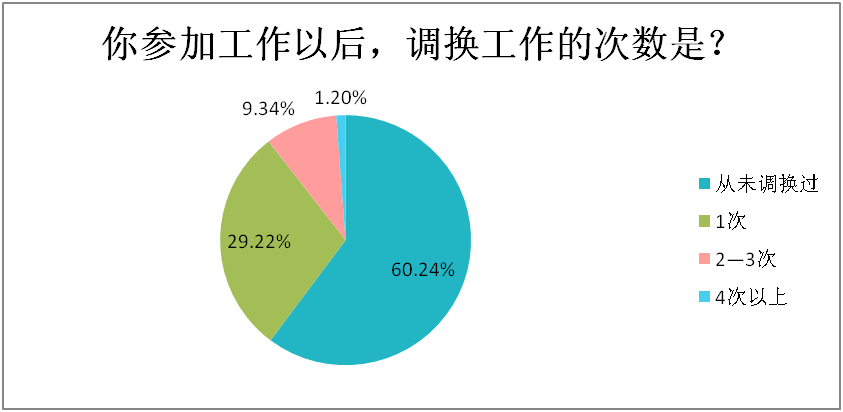 你参加工作以后，调换工作的次数是？
1.20%
9.34%
29.22%
60.24%
从未调换过
1次
2—3次
4次以上